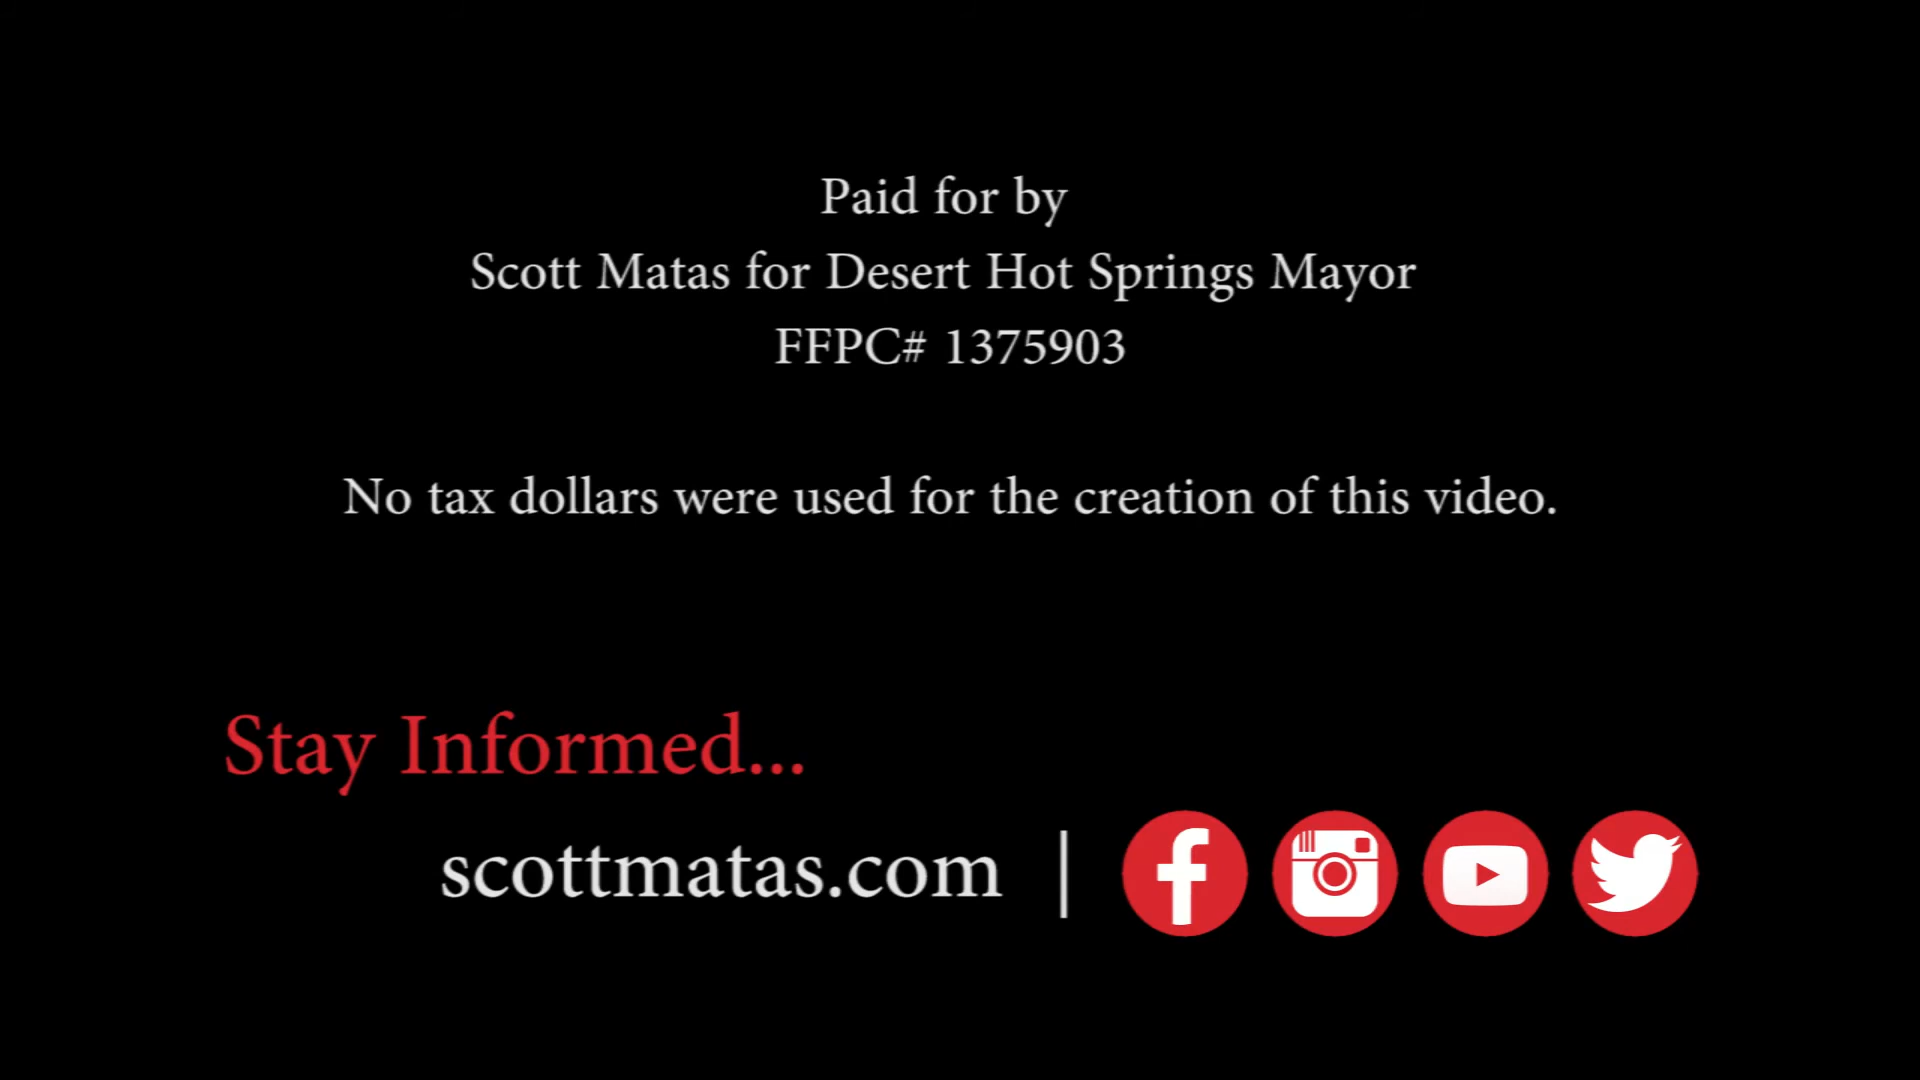 Paid for by
Scott Matas for Desert Hot Springs Mayor
FFPC# 1375903
No tax dollars were used for the creation of this video.
Stay Informed...
scottmatas.com |